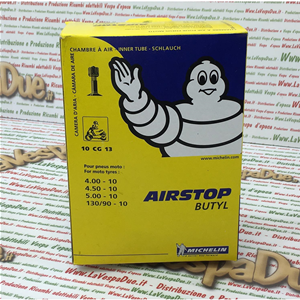 CHAMBRE À AIR - INNER TUBE - SCHLAUCH
CAMERA D'ARIA - CAMARA DE AIRE
10 CG 13
www.michelin.com
Pour pneus moto :
For moto tyres :
4.00 - 10
4.50 - 10
5.00 - 10
130/90 - 10
AIRSTOP
BUTYL
MICHELIN
www.LaVespaDue.it